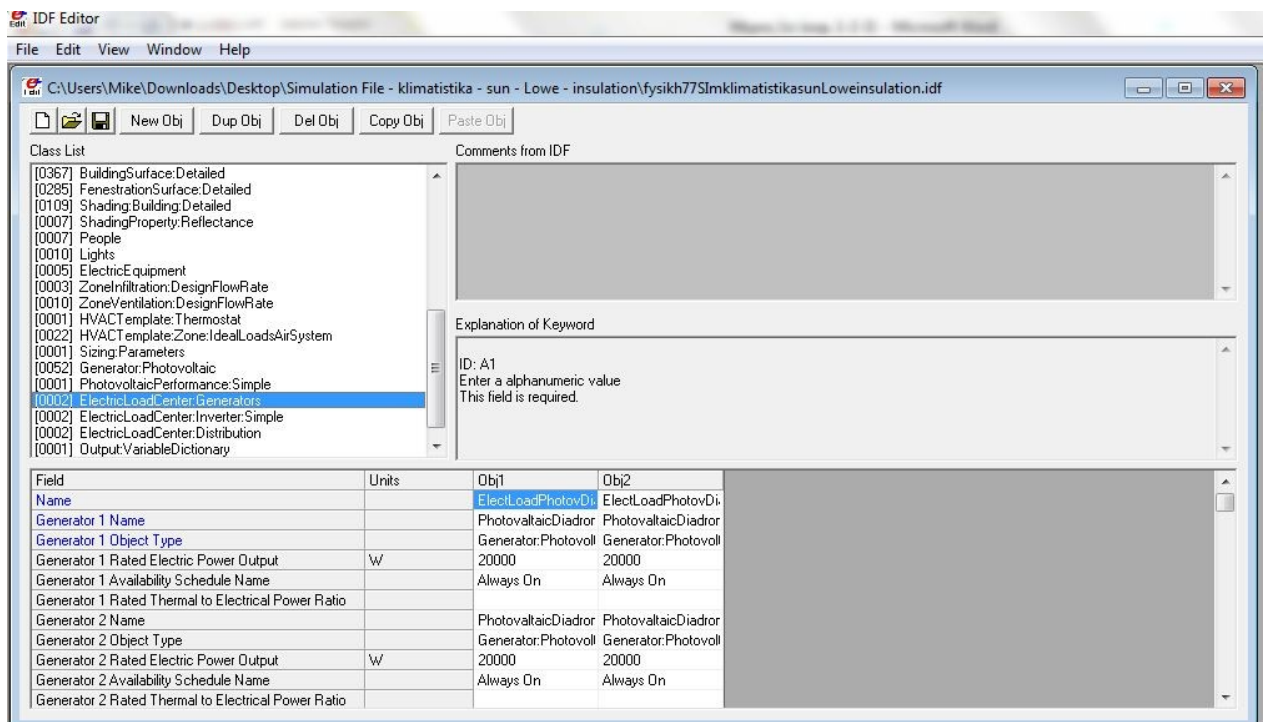 IDF Editor
File Edit View Window Help
C:\Users\Mike\Downloads\Desktop\Simulation File - klimatistika - sun - Lowe - insulation\fysikh77SImklimatistikasunLoweinsulation.idf
New Obj Dup Obj Del Obj Copy Obj Paste Obj
Class List Comments from IDF
[0367] BuildingSurface:Detailed
[0285] FenestrationSurface:Detailed
[0109] Shading:Building:Detailed
[0007] ShadingProperty:Reflectance
[0007] People
[0010] Lights
[0005] ElectricEquipment
[0003] ZoneInfiltration:DesignFlowRate
[0010] ZoneVentilation:DesignFlowRate
[0001] HVACTemplate:Thermostat
[0022] HVACTemplate:Zone:IdealLoadsAirSystem
[0001] Sizing:Parameters
[0052] Generator:Photovoltaic
[0001] PhotovoltaicPerformance:Simple
[0002] ElectricLoadCenter:Generators
[0002] ElectricLoadCenter:Inverter:Simple
[0002] ElectricLoadCenter:Distribution
[0001] Output:VariableDictionary
Explanation of Keyword
ID: A1
Enter a alphanumeric value
This field is required.
Field Units Obj1 Obj2
Name ElectLoadPhotovDi ElectLoadPhotovDi
Generator 1 Name PhotovaltaicDiadror PhotovaltaicDiadror
Generator 1 Object Type Generator:Photovolt Generator:Photovolt
Generator 1 Rated Electric Power Output W 20000 20000
Generator 1 Availability Schedule Name Always On Always On
Generator 1 Rated Thermal to Electrical Power Ratio
Generator 2 Name PhotovaltaicDiadror PhotovaltaicDiadror
Generator 2 Object Type Generator:Photovolt Generator:Photovolt
Generator 2 Rated Electric Power Output W 20000 20000
Generator 2 Availability Schedule Name Always On Always On
Generator 2 Rated Thermal to Electrical Power Ratio